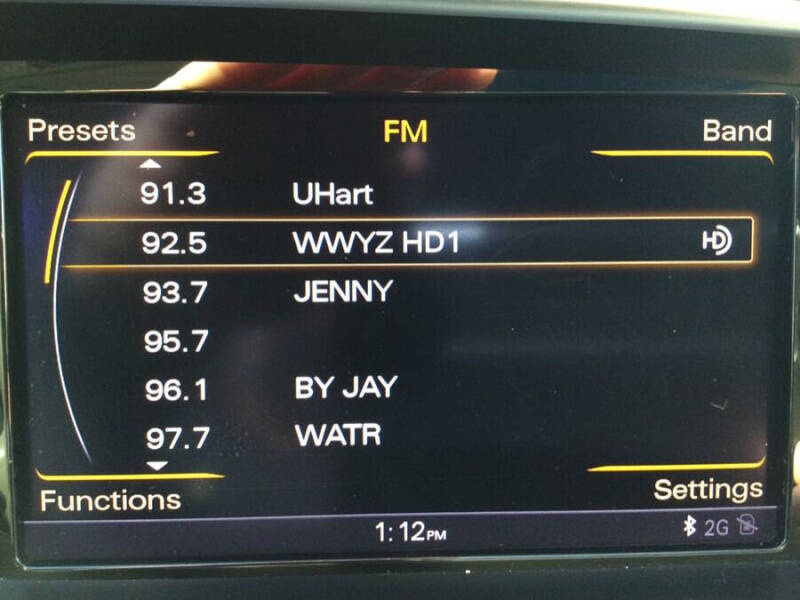 Presets FM Band
91.3 UHart
92.5 WWYZ HD1 HD
93.7 JENNY
95.7
96.1 BY JAY
97.7 WATR
Functions Settings
1:12PM 2G